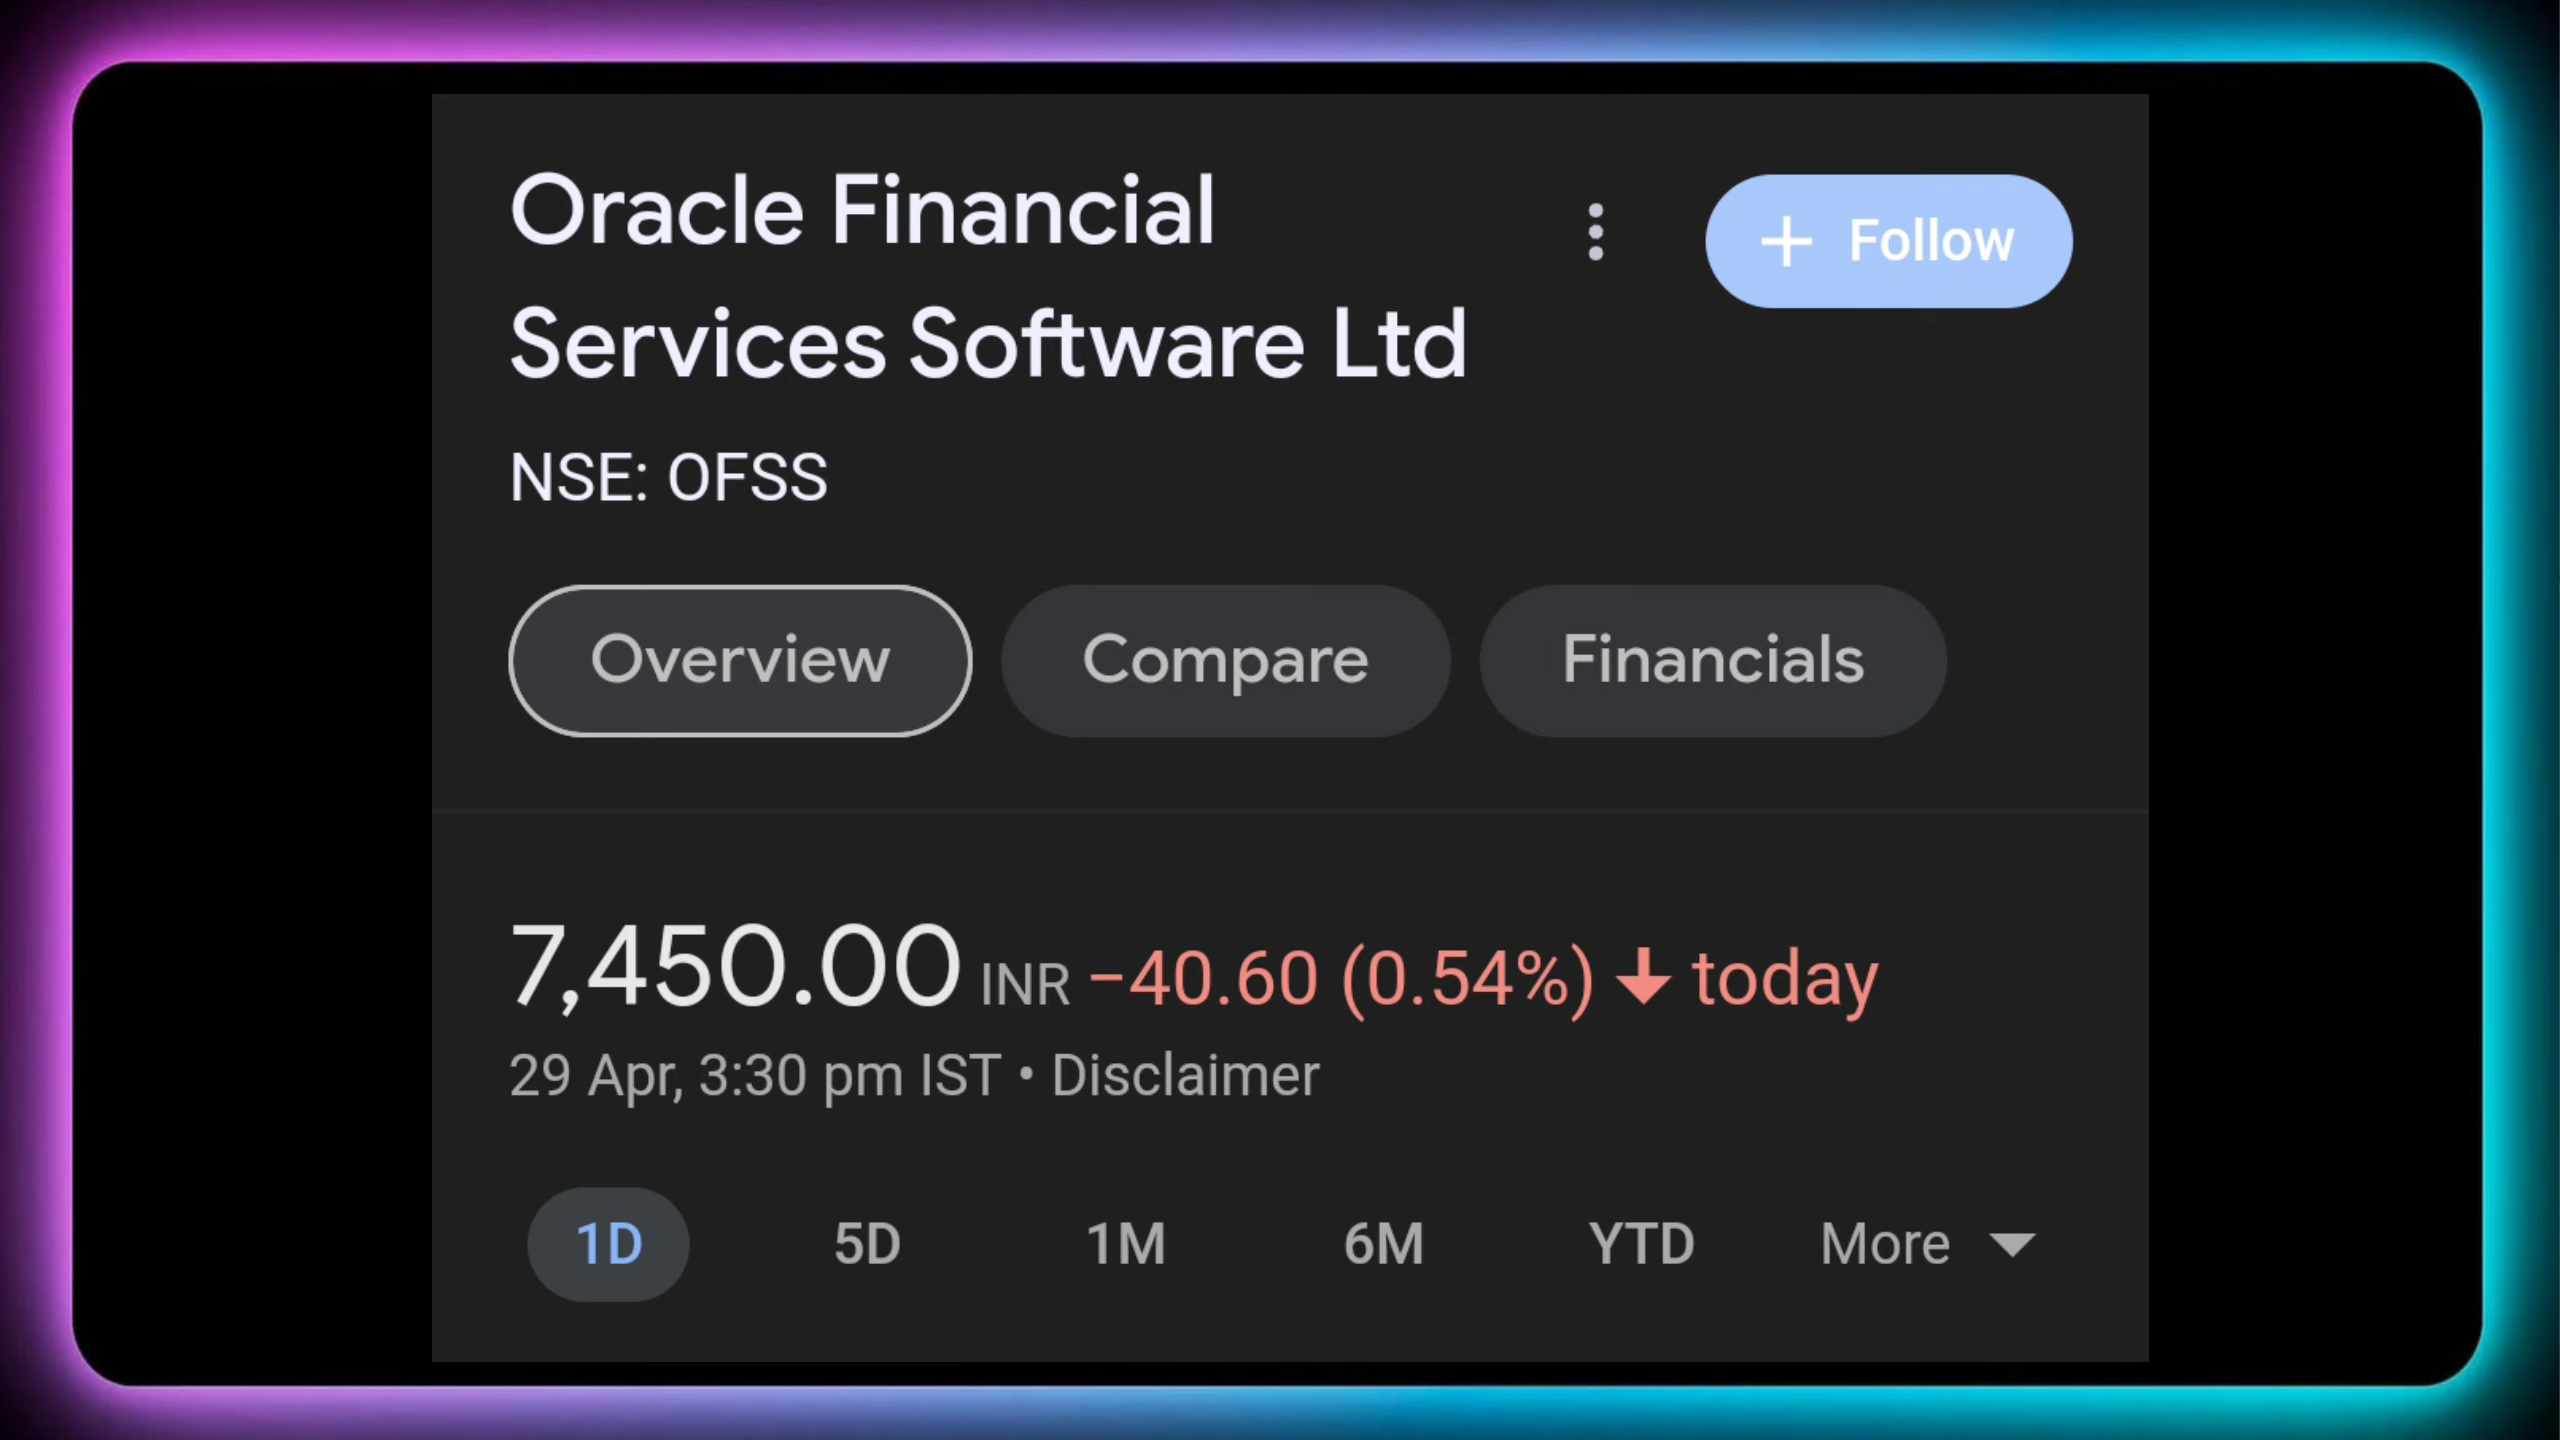 Oracle Financial
Services Software Ltd
+ Follow
NSE: OFSS
Overview Compare Financials
7,450.00 INR −40.60 (0.54%) ↓ today
29 Apr, 3:30 pm IST • Disclaimer
1D 5D 1M 6M YTD More